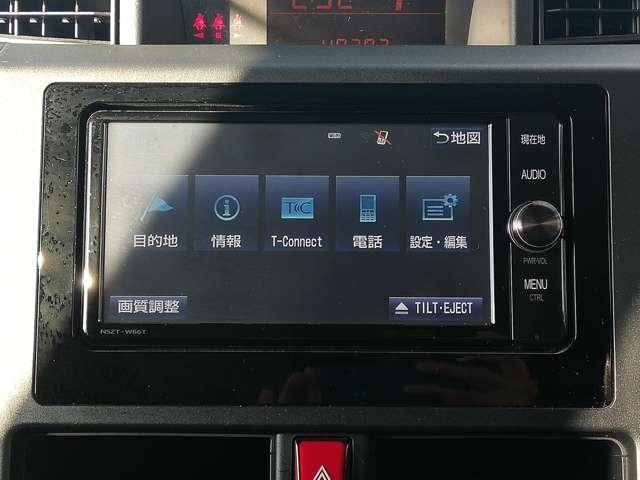 地図
現在地
AUDIO
T
目的地
情報
T-Connect
電話
設定・編集
PWR・VOL
MENU
CTRL
画質調整
TILT・EJECT
NSZT-W66T